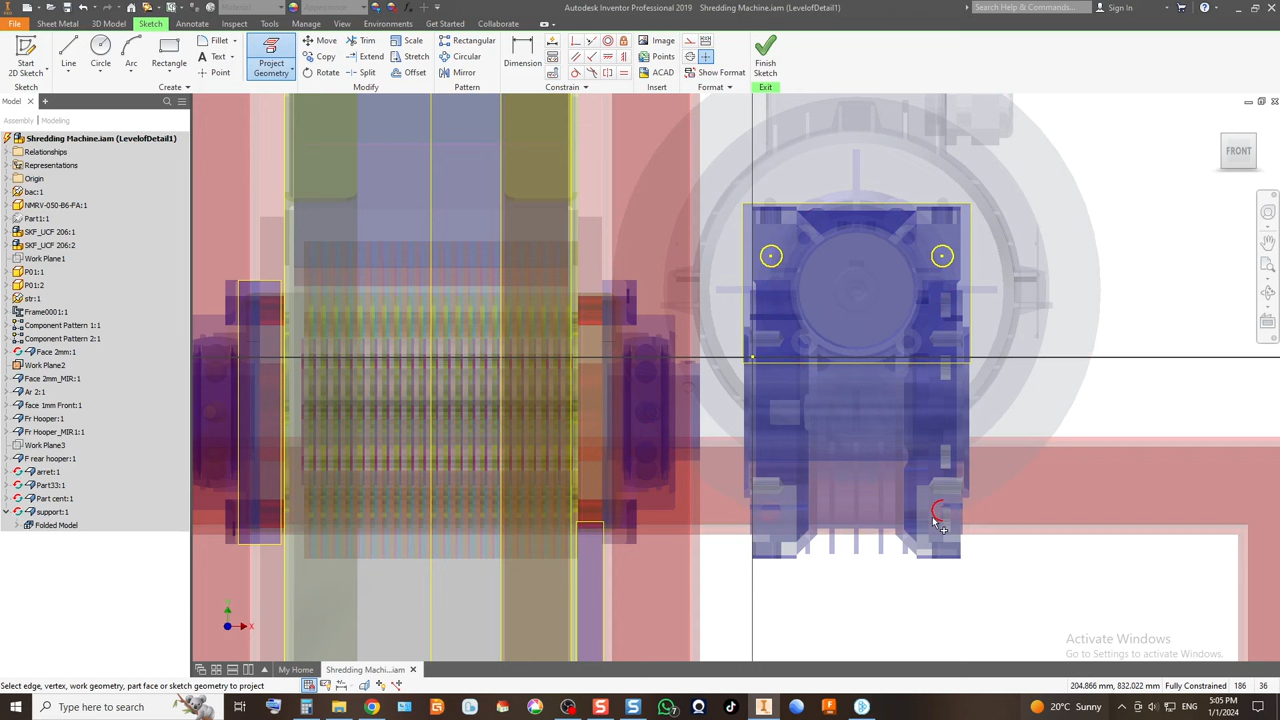 Material
Appearance
Autodesk Inventor Professional 2019 Shredding Machine.iam (LevelofDetail1)
Search Help & Commands...
Sign In
File
Sheet Metal
3D Model
Sketch
Annotate
Inspect
Tools
Manage
View
Environments
Get Started
Collaborate
Start
2D Sketch
Line
Circle
Arc
Rectangle
Fillet
Text
Point
Project
Geometry
Move
Copy
Rotate
Trim
Extend
Split
Scale
Stretch
Offset
Rectangular
Circular
Mirror
Dimension
Image
Points
ACAD
Show Format
Finish
Sketch
Sketch
Create
Modify
Pattern
Constrain
Insert
Format
Exit
Model
Assembly
Modeling
Shredding Machine.iam (LevelofDetail1)
Relationships
Representations
Origin
bac:1
NMRV-050-B6-FA:1
Part1:1
SKF_UCF 206:1
SKF_UCF 206:2
Work Plane1
P01:1
P01:2
str:1
Frame0001:1
Component Pattern 1:1
Component Pattern 2:1
Face 2mm:1
Work Plane2
Face 2mm_MIR:1
Ar 2:1
face 1mm Front:1
Fr Hooper:1
Fr Hooper_MIR1:1
Work Plane3
F rear hooper:1
arret:1
Part33:1
Part cent:1
support:1
Folded Model
FRONT
X
Activate Windows
Go to Settings to activate Windows.
My Home
Shredding Machi...iam
Select edge, vertex, work geometry, part face or sketch geometry to project
204.866 mm, 832.022 mm
Fully Constrained
186
36
Type here to search
20°C Sunny
ENG
5:05 PM
1/1/2024